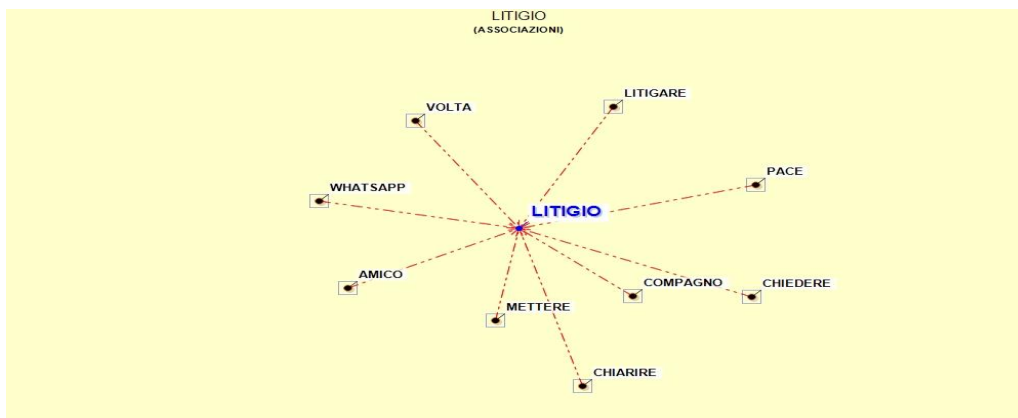 LITIGIO
(ASSOCIAZIONI)
LITIGARE
VOLTA
PACE
WHATSAPP
LITIGIO
AMICO
COMPAGNO
CHIEDERE
METTERE
CHIARIRE